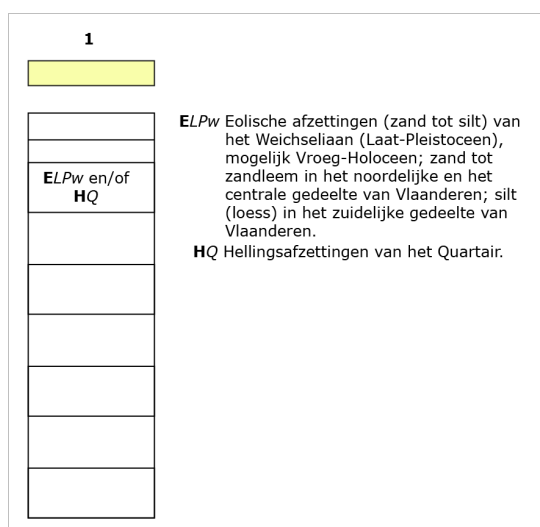 1
ELPw en/of
HQ
ELPw Eolische afzettingen (zand tot silt) van
het Weichseliaan (Laat-Pleistoceen),
mogelijk Vroeg-Holoceen; zand tot
zandleem in het noordelijke en het
centrale gedeelte van Vlaanderen; silt
(loess) in het zuidelijke gedeelte van
Vlaanderen.
HQ Hellingsafzettingen van het Quartair.